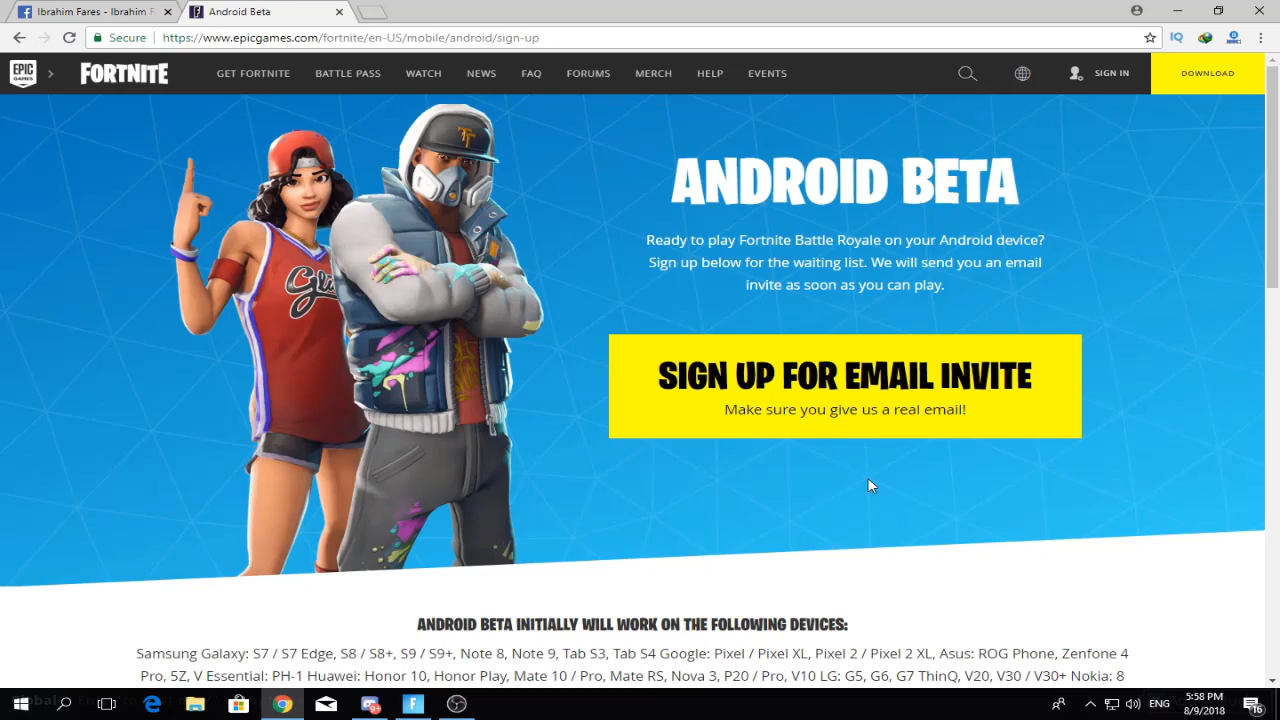 Ibrahim Fares - Ibrahim F
Android Beta
Secure
https://www.epicgames.com/fortnite/en-US/mobile/android/sign-up
IQ
EPIC GAMES
FORTNITE
GET FORTNITE
BATTLE PASS
WATCH
NEWS
FAQ
FORUMS
MERCH
HELP
EVENTS
SIGN IN
DOWNLOAD
ANDROID BETA
Ready to play Fortnite Battle Royale on your Android device?
Sign up below for the waiting list. We will send you an email
invite as soon as you can play.
SIGN UP FOR EMAIL INVITE
Make sure you give us a real email!
ANDROID BETA INITIALLY WILL WORK ON THE FOLLOWING DEVICES:
Samsung Galaxy: S7 / S7 Edge, S8 / S8+, S9 / S9+, Note 8, Note 9, Tab S3, Tab S4 Google: Pixel / Pixel XL, Pixel 2 / Pixel 2 XL, Asus: ROG Phone, Zenfone 4
Pro, 5Z, V Essential: PH-1 Huawei: Honor 10, Honor Play, Mate 10 / Pro, Mate RS, Nova 3, P20 / Pro, V10 LG: G5, G6, G7 ThinQ, V20, V30 / V30+ Nokia: 8
ENG
5:58 PM
8/9/2018
16